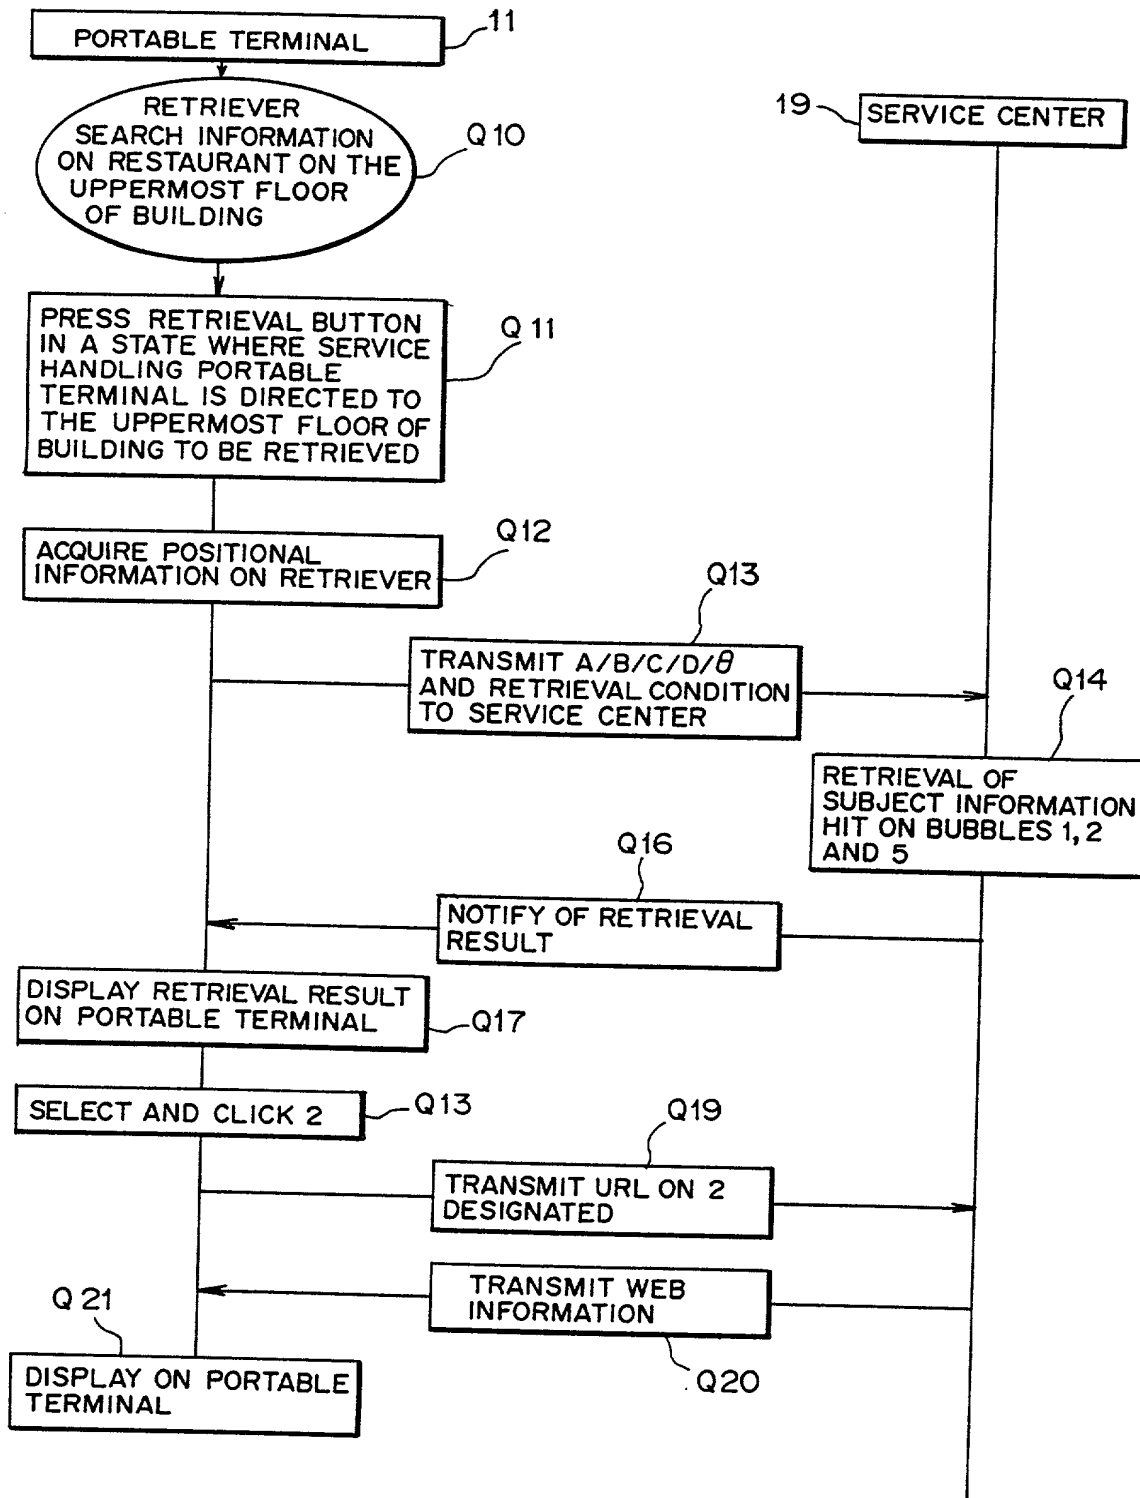 PORTABLE TERMINAL
11
RETRIEVER
SEARCH INFORMATION
ON RESTAURANT ON THE
UPPERMOST FLOOR
OF BUILDING
Q10
19
SERVICE CENTER
PRESS RETRIEVAL BUTTON
IN A STATE WHERE SERVICE
HANDLING PORTABLE
TERMINAL IS DIRECTED TO
THE UPPERMOST FLOOR OF
BUILDING TO BE RETRIEVED
Q11
ACQUIRE POSITIONAL
INFORMATION ON RETRIEVER
Q12
Q13
TRANSMIT A/B/C/D/θ
AND RETRIEVAL CONDITION
TO SERVICE CENTER
Q14
RETRIEVAL OF
SUBJECT INFORMATION
HIT ON BUBBLES 1, 2
AND 5
Q16
NOTIFY OF RETRIEVAL
RESULT
DISPLAY RETRIEVAL RESULT
ON PORTABLE TERMINAL
Q17
SELECT AND CLICK 2
Q13
Q19
TRANSMIT URL ON 2
DESIGNATED
TRANSMIT WEB
INFORMATION
Q20
Q21
DISPLAY ON PORTABLE
TERMINAL